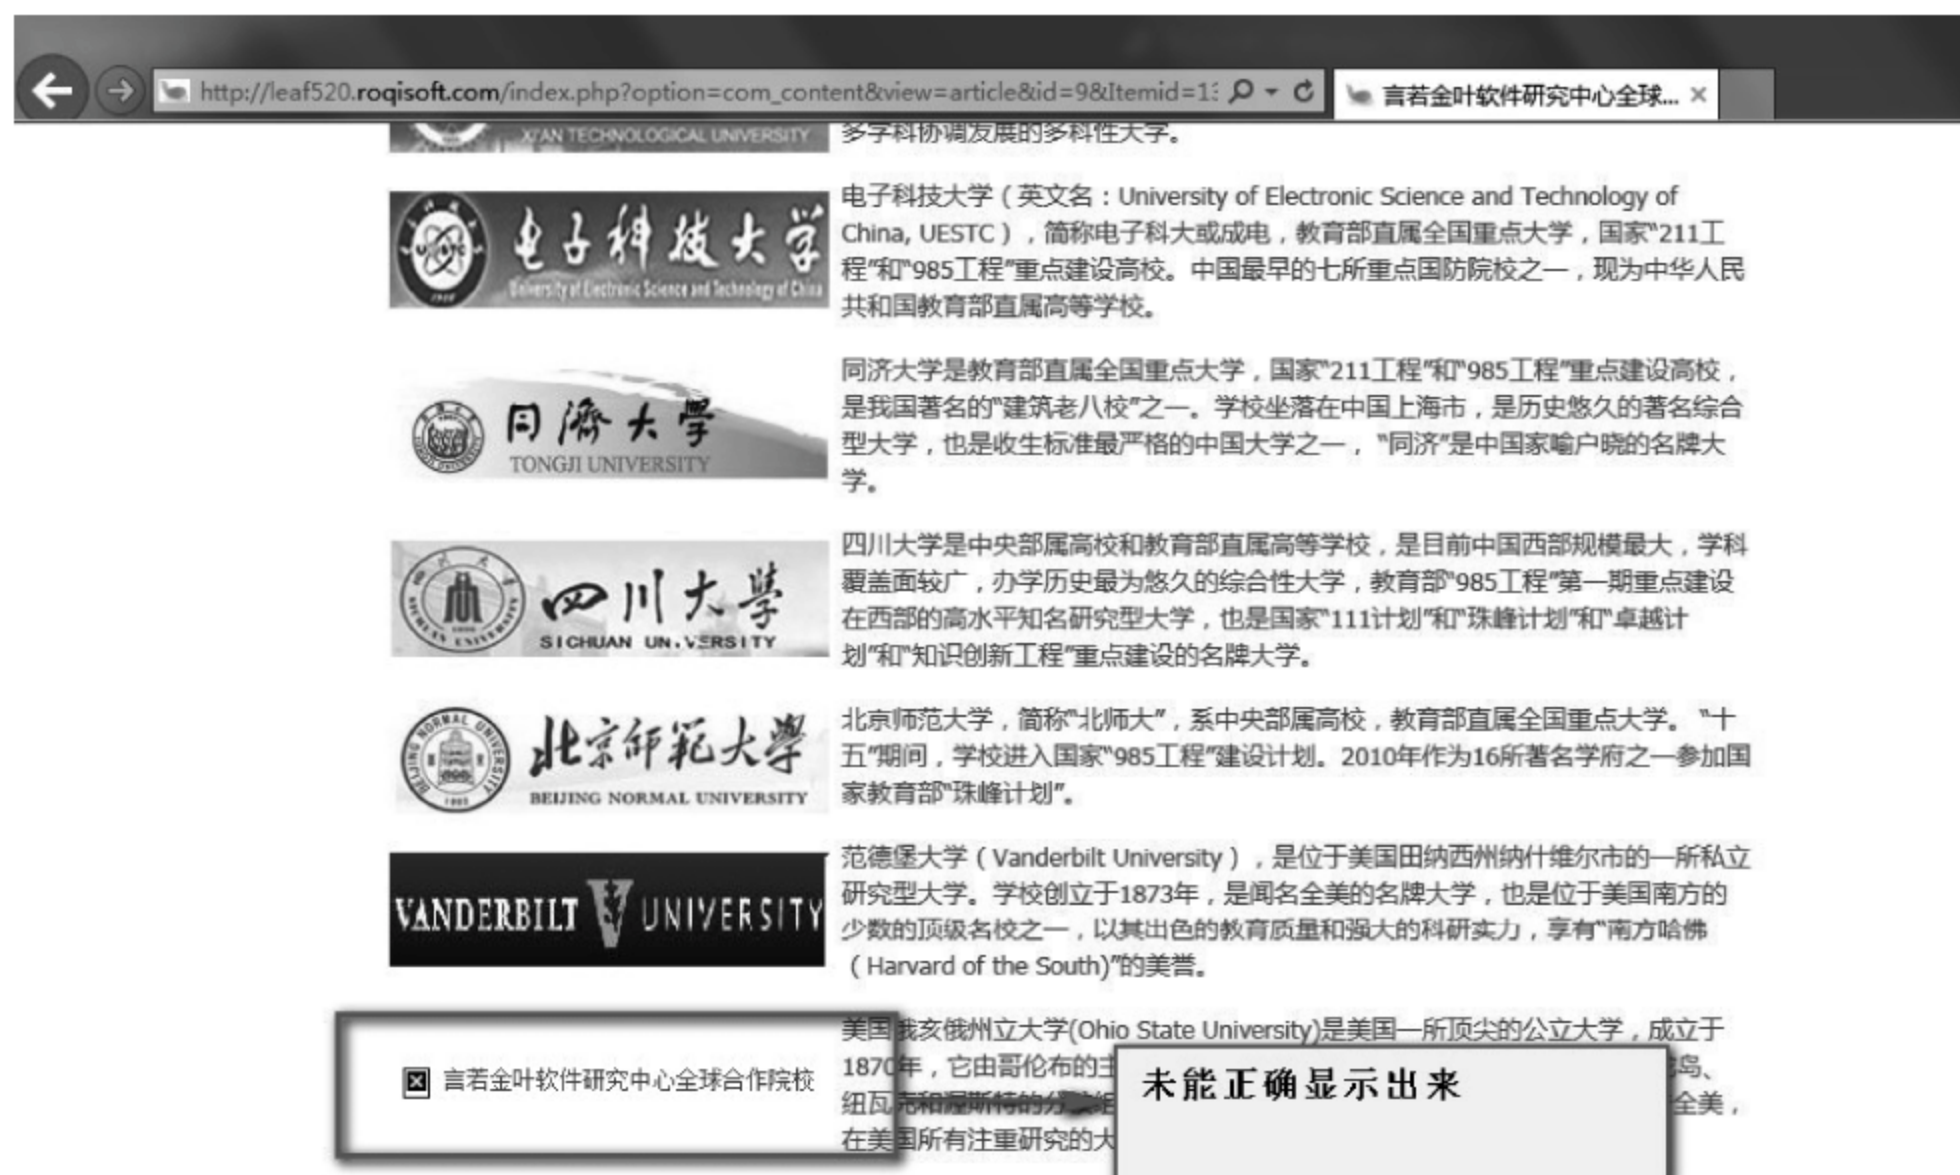 http://leaf520.roqisoft.com/index.php?option=com_content&view=article&id=9&Itemid=13
言若金叶软件研究中心全球...
XI'AN TECHNOLOGICAL UNIVERSITY
多学科协调发展的多科性大学。
电子科技大学
University of Electronic Science and Technology of China
电子科技大学（英文名：University of Electronic Science and Technology of
China, UESTC），简称电子科大或成电，教育部直属全国重点大学，国家"211工
程"和"985工程"重点建设高校。中国最早的七所重点国防院校之一，现为中华人民
共和国教育部直属高等学校。
同濟大學
TONGJI UNIVERSITY
同济大学是教育部直属全国重点大学，国家"211工程"和"985工程"重点建设高校，
是我国著名的"建筑老八校"之一。学校坐落在中国上海市，是历史悠久的著名综合
型大学，也是收生标准最严格的中国大学之一， "同济"是中国家喻户晓的名牌大
学。
四川大學
SICHUAN UNIVERSITY
四川大学是中央部属高校和教育部直属高等学校，是目前中国西部规模最大，学科
覆盖面较广，办学历史最为悠久的综合性大学，教育部"985工程"第一期重点建设
在西部的高水平知名研究型大学，也是国家"111计划"和"珠峰计划"和"卓越计
划"和"知识创新工程"重点建设的名牌大学。
北京师范大學
BEIJING NORMAL UNIVERSITY
北京师范大学，简称"北师大"，系中央部属高校，教育部直属全国重点大学。 "十
五"期间，学校进入国家"985工程"建设计划。2010年作为16所著名学府之一参加国
家教育部"珠峰计划"。
VANDERBILT V UNIVERSITY
范德堡大学（Vanderbilt University），是位于美国田纳西州纳什维尔市的一所私立
研究型大学。学校创立于1873年，是闻名全美的名牌大学，也是位于美国南方的
少数的顶级名校之一，以其出色的教育质量和强大的科研实力，享有"南方哈佛
（Harvard of the South)"的美誉。
言若金叶软件研究中心全球合作院校
美国俄亥俄州立大学(Ohio State University)是美国一所顶尖的公立大学，成立于
1870年，它由哥伦布的主 岛、
纽瓦克和渥斯特的分校组 全美，
在美国所有注重研究的大
未能正确显示出来